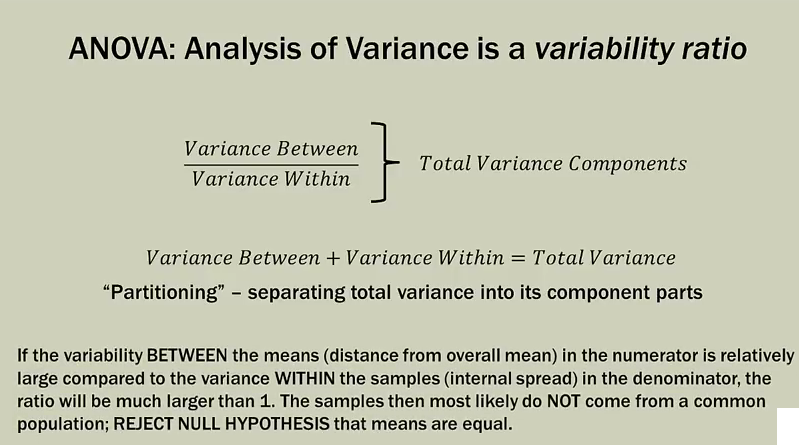 ANOVA: Analysis of Variance is a variability ratio
Variance Between
Variance Within
Total Variance Components
Variance Between + Variance Within = Total Variance
“Partitioning” – separating total variance into its component parts
If the variability BETWEEN the means (distance from overall mean) in the numerator is relatively
large compared to the variance WITHIN the samples (internal spread) in the denominator, the
ratio will be much larger than 1. The samples then most likely do NOT come from a common
population; REJECT NULL HYPOTHESIS that means are equal.